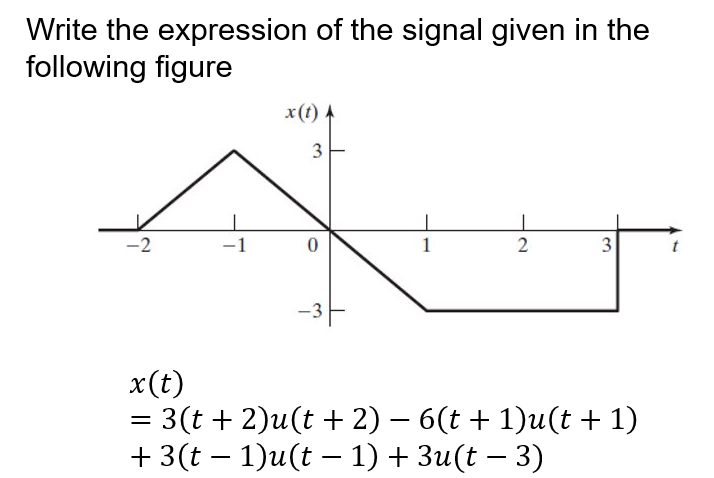 Write the expression of the signal given in the
following figure
x(t)
3
−2 −1 0 1 2 3 t
−3
x(t)
= 3(t + 2)u(t + 2) − 6(t + 1)u(t + 1)
+ 3(t − 1)u(t − 1) + 3u(t − 3)